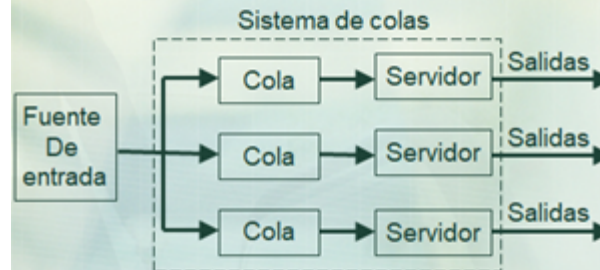 Sistema de colas
Cola
Servidor
Salidas
Fuente
De
entrada
Cola
Servidor
Salidas
Cola
Servidor
Salidas